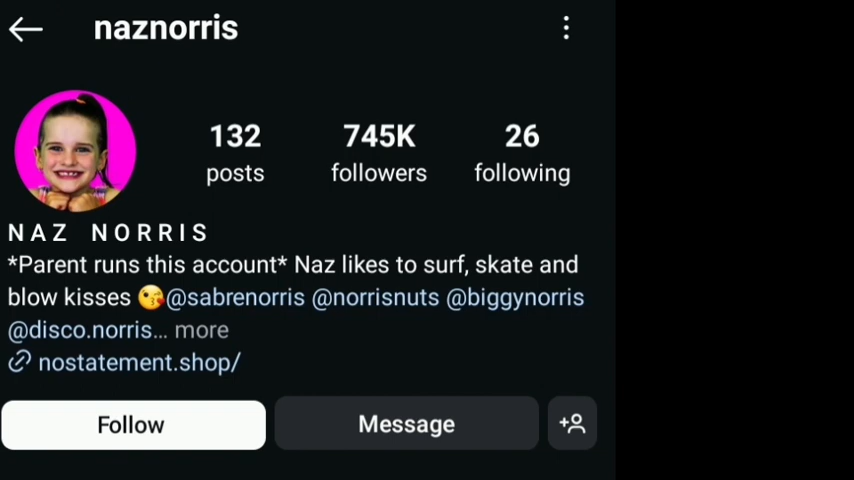 naznorris
132 745K 26
posts followers following
NAZ NORRIS
*Parent runs this account* Naz likes to surf, skate and
blow kisses 😘@sabrenorris @norrisnuts @biggynorris
@disco.norris... more
nostatement.shop/
Follow Message